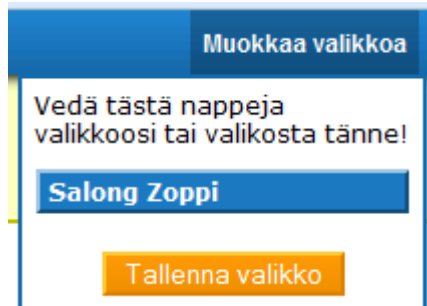 Muokkaa valikkoa
Vedä tästä nappeja
valikkoosi tai valikosta tänne!
Salong Zoppi
Tallenna valikko